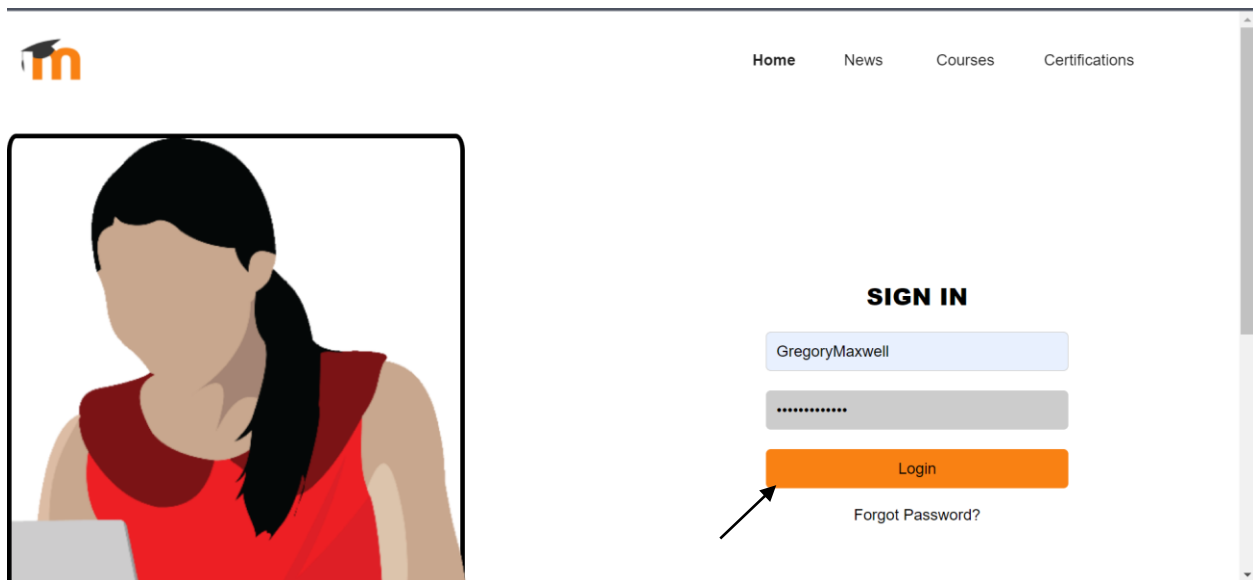 m
Home News Courses Certifications
SIGN IN
GregoryMaxwell
•••••••••••••
Login
Forgot Password?